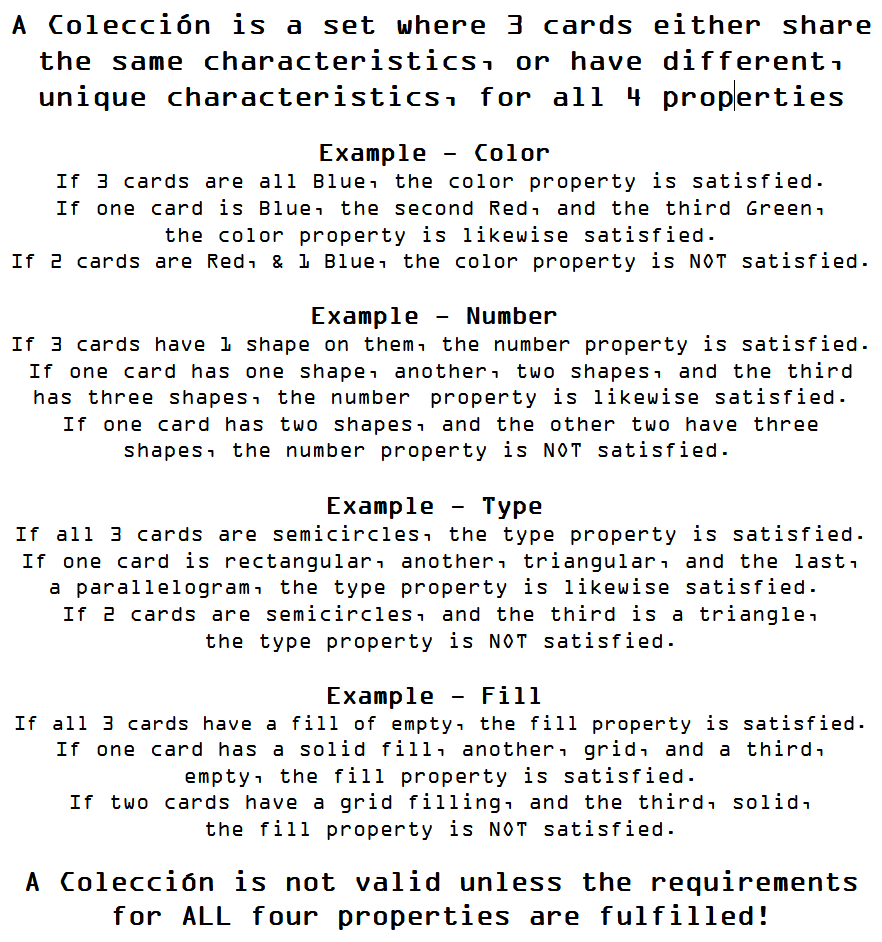 A Colección is a set where 3 cards either share
the same characteristics, or have different,
unique characteristics, for all 4 properties
Example - Color
If 3 cards are all Blue, the color property is satisfied.
If one card is Blue, the second Red, and the third Green,
the color property is likewise satisfied.
If 2 cards are Red, & 1 Blue, the color property is NOT satisfied.
Example - Number
If 3 cards have 1 shape on them, the number property is satisfied.
If one card has one shape, another, two shapes, and the third
has three shapes, the number property is likewise satisfied.
If one card has two shapes, and the other two have three
shapes, the number property is NOT satisfied.
Example - Type
If all 3 cards are semicircles, the type property is satisfied.
If one card is rectangular, another, triangular, and the last,
a parallelogram, the type property is likewise satisfied.
If 2 cards are semicircles, and the third is a triangle,
the type property is NOT satisfied.
Example - Fill
If all 3 cards have a fill of empty, the fill property is satisfied.
If one card has a solid fill, another, grid, and a third,
empty, the fill property is satisfied.
If two cards have a grid filling, and the third, solid,
the fill property is NOT satisfied.
A Colección is not valid unless the requirements
for ALL four properties are fulfilled!